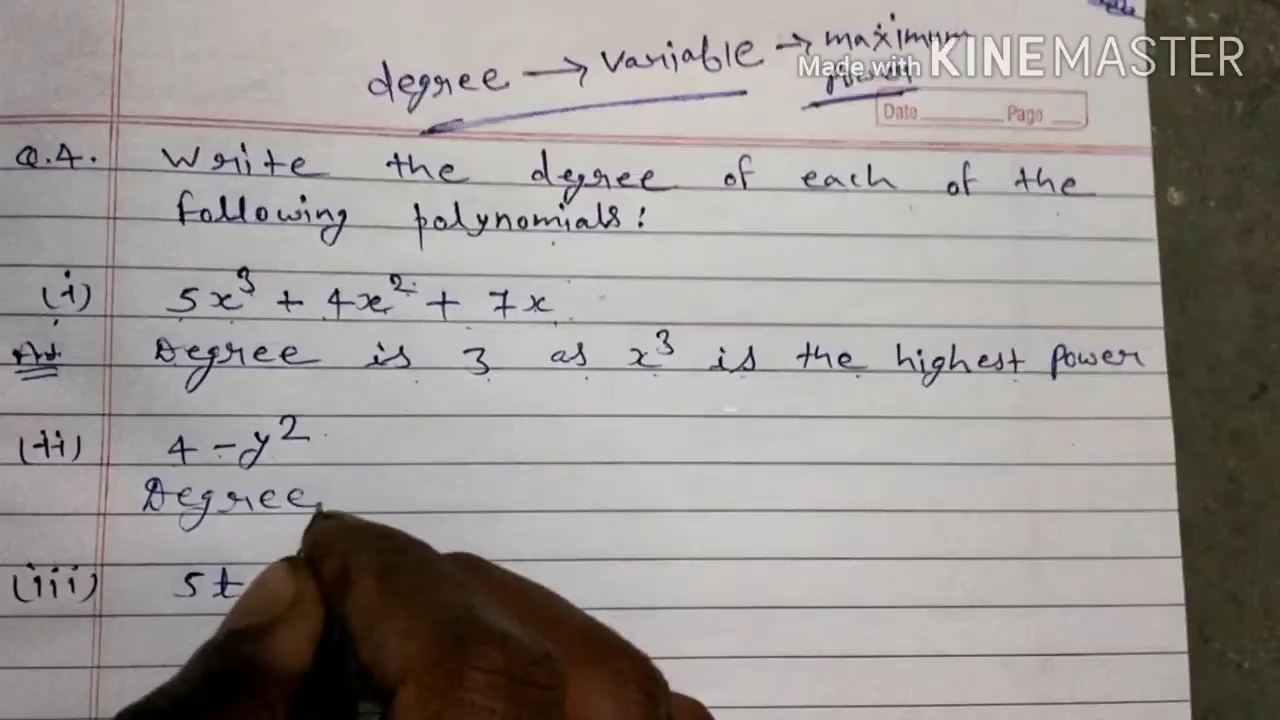 degree → variable → maximum
power
Made with KINEMASTER
Date Page
Q.4. Write the degree of each of the
following polynomials:
(i) 5x³ + 4x² + 7x
Degree is 3 as x³ is the highest power
(ii) 4 - y²
Degree
(iii) 5t